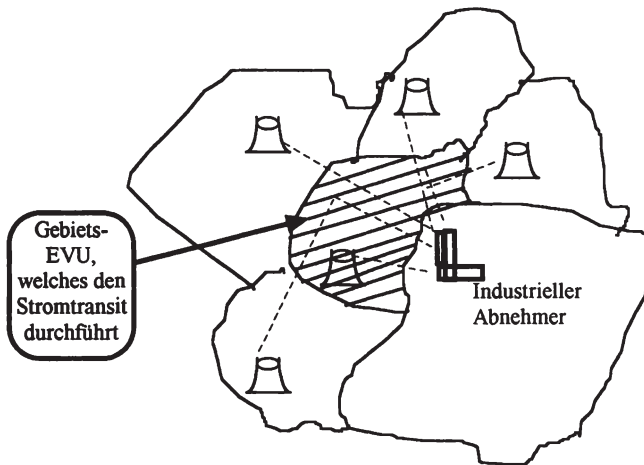 Gebiets-
EVU,
welches den
Stromtransit
durchführt
Industrieller
Abnehmer